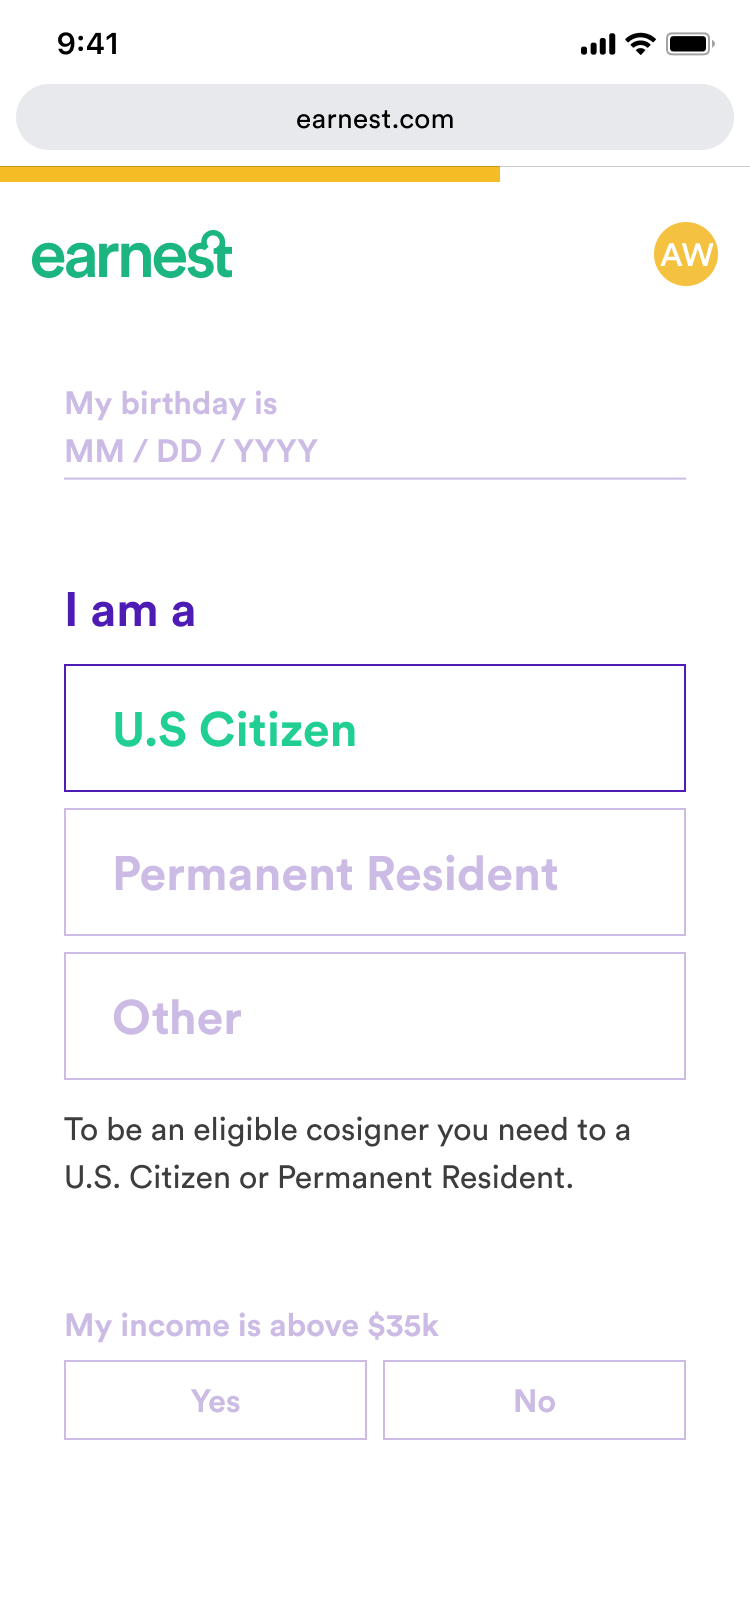 9:41
earnest.com
earnest
AW
My birthday is
MM / DD / YYYY
I am a
U.S Citizen
Permanent Resident
Other
To be an eligible cosigner you need to a
U.S. Citizen or Permanent Resident.
My income is above $35k
Yes
No